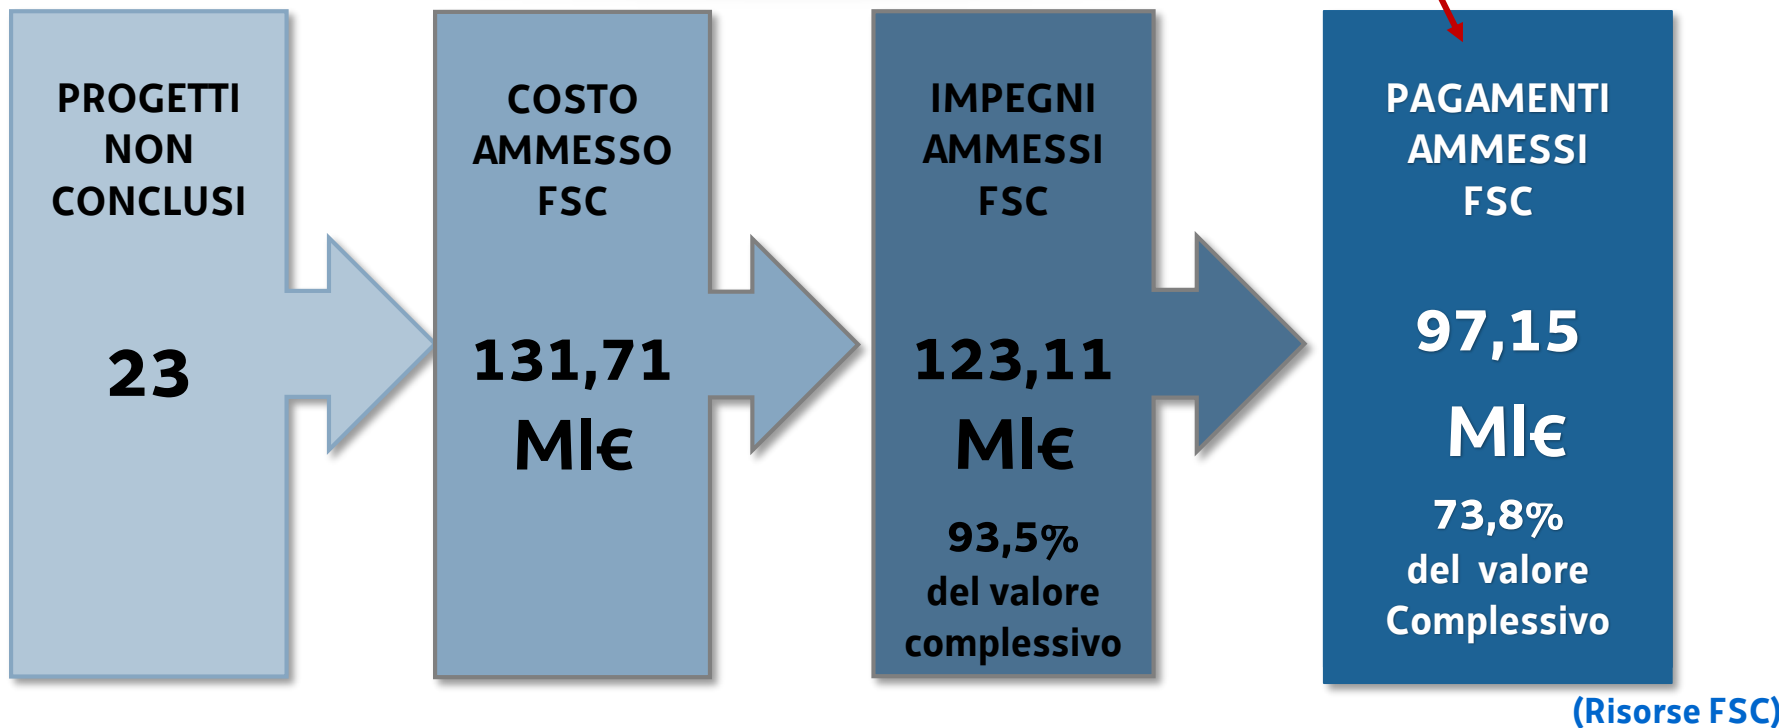 PROGETTI
NON
CONCLUSI
23
COSTO
AMMESSO
FSC
131,71
Ml€
IMPEGNI
AMMESSI
FSC
123,11
Ml€
93,5%
del valore
complessivo
PAGAMENTI
AMMESSI
FSC
97,15
Ml€
73,8%
del valore
Complessivo
(Risorse FSC)